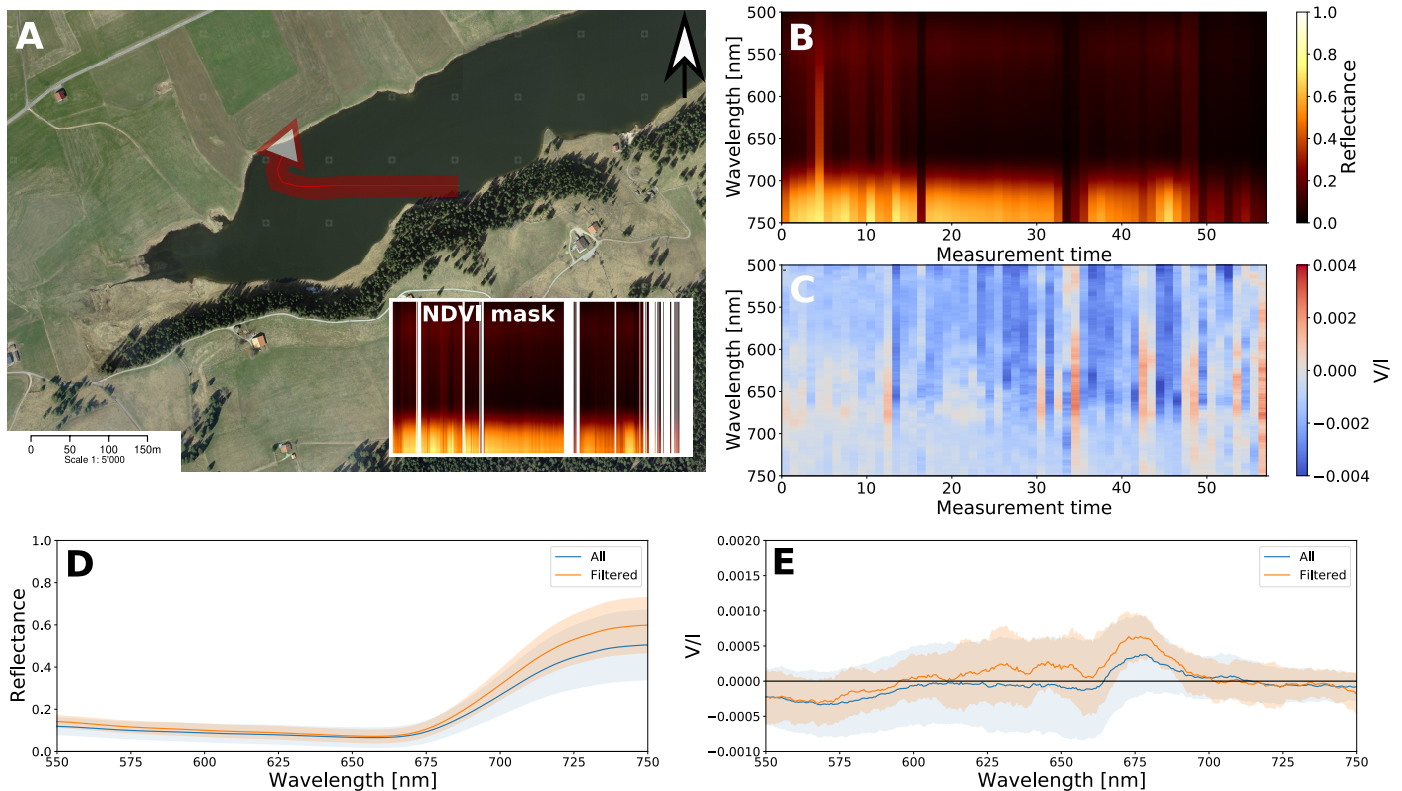 A
0 50 100 150m
Scale 1: 5'000
NDVI mask
B
500
550
600
650
700
750
Wavelength [nm]
0 10 20 30 40 50
Measurement time
1.0
0.8
0.6
0.4
0.2
0.0
Reflectance
C
500
550
600
650
700
750
Wavelength [nm]
0 10 20 30 40 50
Measurement time
0.004
0.002
0.000
−0.002
−0.004
V/I
D
1.0
0.8
0.6
0.4
0.2
0.0
Reflectance
All
Filtered
550 575 600 625 650 675 700 725 750
Wavelength [nm]
E
0.0020
0.0015
0.0010
0.0005
0.0000
−0.0005
−0.0010
V/I
All
Filtered
550 575 600 625 650 675 700 725 750
Wavelength [nm]